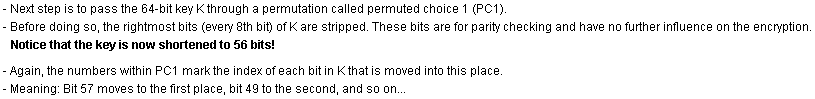 - Next step is to pass the 64-bit key K through a permutation called permuted choice 1 (PC1).
- Before doing so, the rightmost bits (every 8th bit) of K are stripped. These bits are for parity checking and have no further influence on the encryption.
Notice that the key is now shortened to 56 bits!
- Again, the numbers within PC1 mark the index of each bit in K that is moved into this place.
- Meaning: Bit 57 moves to the first place, bit 49 to the second, and so on...